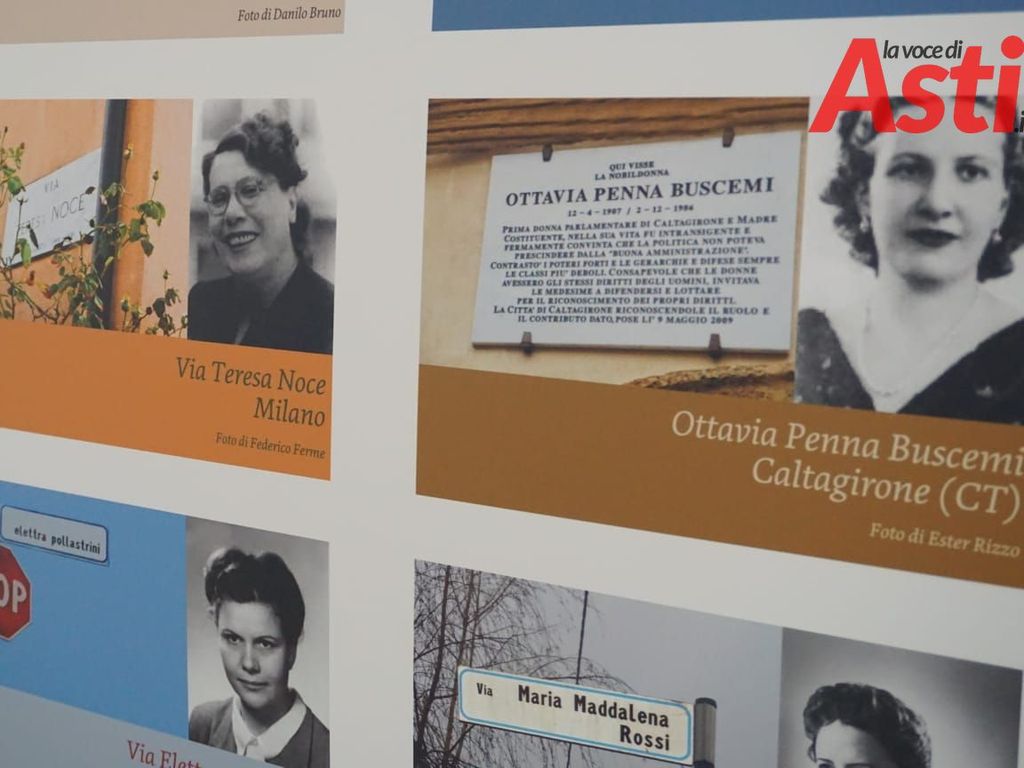 Foto di Danilo Bruno
la voce di
Asti
VIA
NOCE
Via Teresa Noce
Milano
Foto di Federico Ferme
QUI VISSE
LA NOBILDONNA
OTTAVIA PENNA BUSCEMI
12-4-1907 / 2-12-1986
PRIMA DONNA PARLAMENTARE DI CALTAGIRONE E MADRE
COSTITUENTE, NELLA SUA VITA FU INTRANSIGENTE E
FERMAMENTE CONVINTA CHE LA POLITICA NON POTEVA
PRESCINDERE DALLA "BUONA AMMINISTRAZIONE".
CONTRASTO' I POTERI FORTI E LE GERARCHIE E DIFESE SEMPRE
LE CLASSI PIU' DEBOLI. CONSAPEVOLE CHE LE DONNE
AVESSERO GLI STESSI DIRITTI DEGLI UOMINI, INVITAVA
LE MEDESIME A DIFENDERSI E LOTTARE
PER IL RICONOSCIMENTO DEI PROPRI DIRITTI.
LA CITTA' DI CALTAGIRONE RICONOSCENDOLE IL RUOLO E
IL CONTRIBUTO DATO, POSE LI' 9 MAGGIO 2009
Ottavia Penna Buscemi
Caltagirone (CT)
Foto di Ester Rizzo
elettra pollastrini
OP
Via Elett
Via Maria Maddalena
Rossi